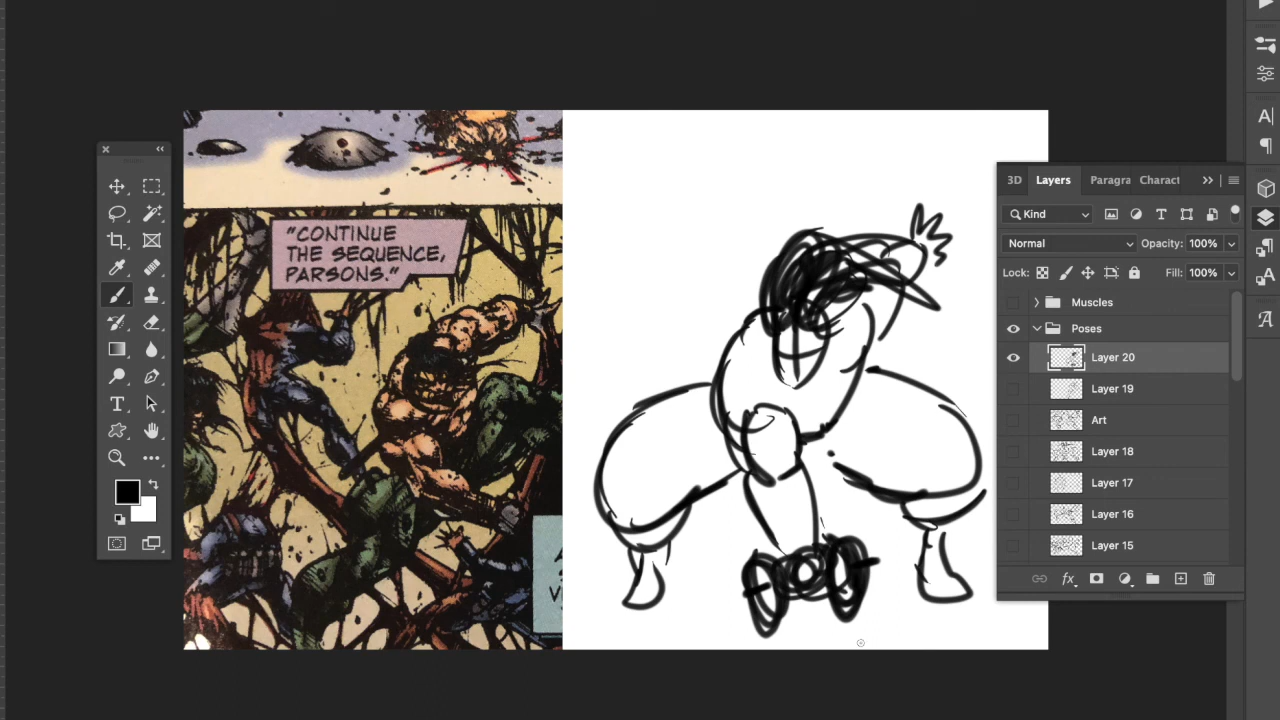 "CONTINUE
THE SEQUENCE,
PARSONS."
3D
Layers
Paragra
Charact
Kind
Normal
Opacity: 100%
Lock:
Fill: 100%
Muscles
Poses
Layer 20
Layer 19
Art
Layer 18
Layer 17
Layer 16
Layer 15
fx